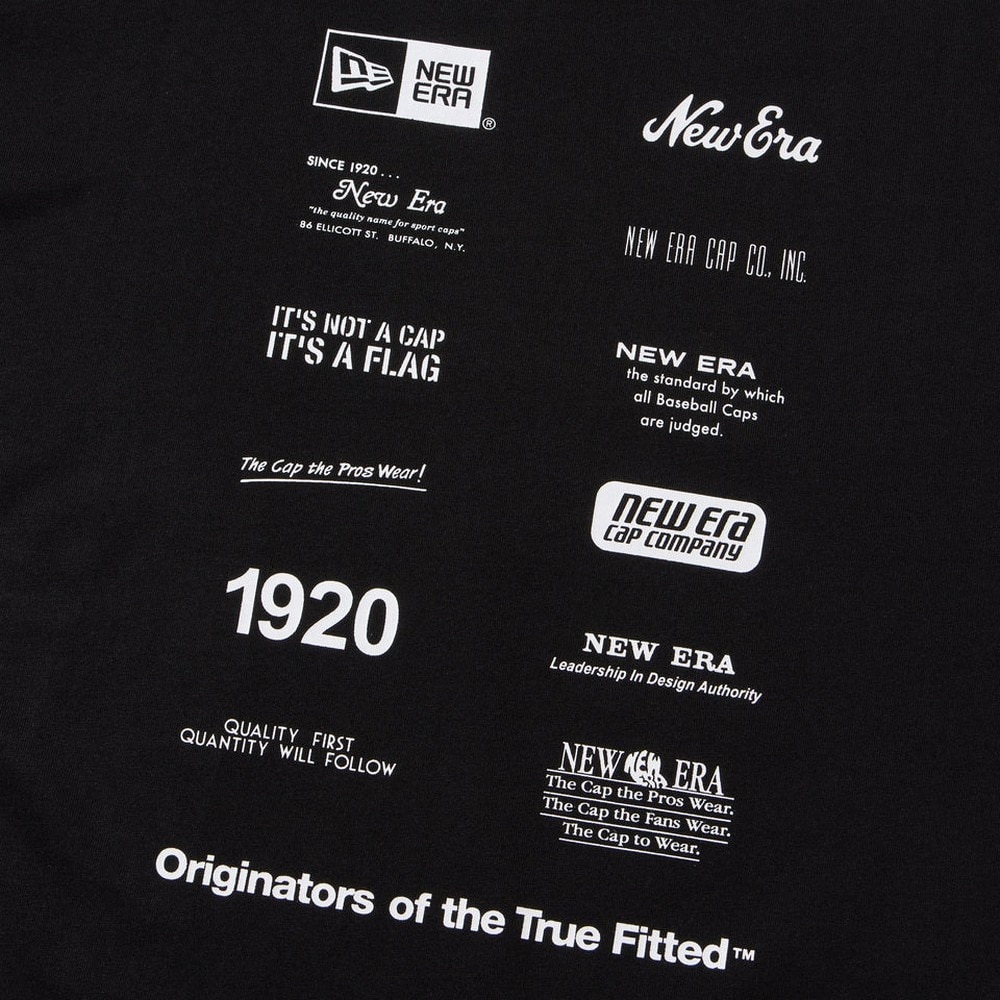 NE NEW
ERA
®
SINCE 1920...
New Era
"the quality name for sport caps"
86 ELLICOTT ST. BUFFALO, N.Y.
IT'S NOT A CAP
IT'S A FLAG
The Cap the Pros Wear!
1920
QUALITY FIRST
QUANTITY WILL FOLLOW
New Era
NEW ERA CAP CO., INC.
NEW ERA
the standard by which
all Baseball Caps
are judged.
new era
cap company
NEW ERA
Leadership In Design Authority
NEW NEW ERA ERA
The Cap the Pros Wear.
The Cap the Fans Wear.
The Cap to Wear.
Originators of the True Fitted™